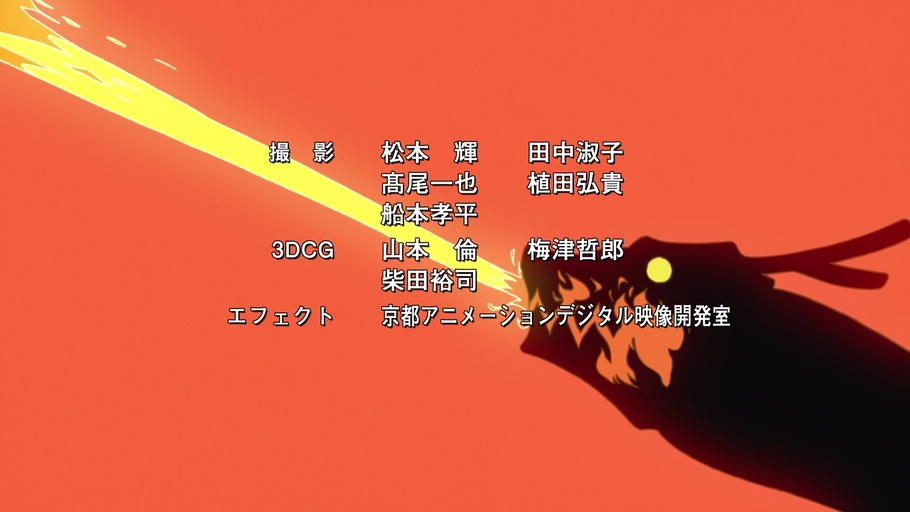 撮　影　松本　輝　田中淑子
髙尾一也　植田弘貴
船本孝平
3DCG　山本　倫　梅津哲郎
柴田裕司
エフェクト　京都アニメーションデジタル映像開発室